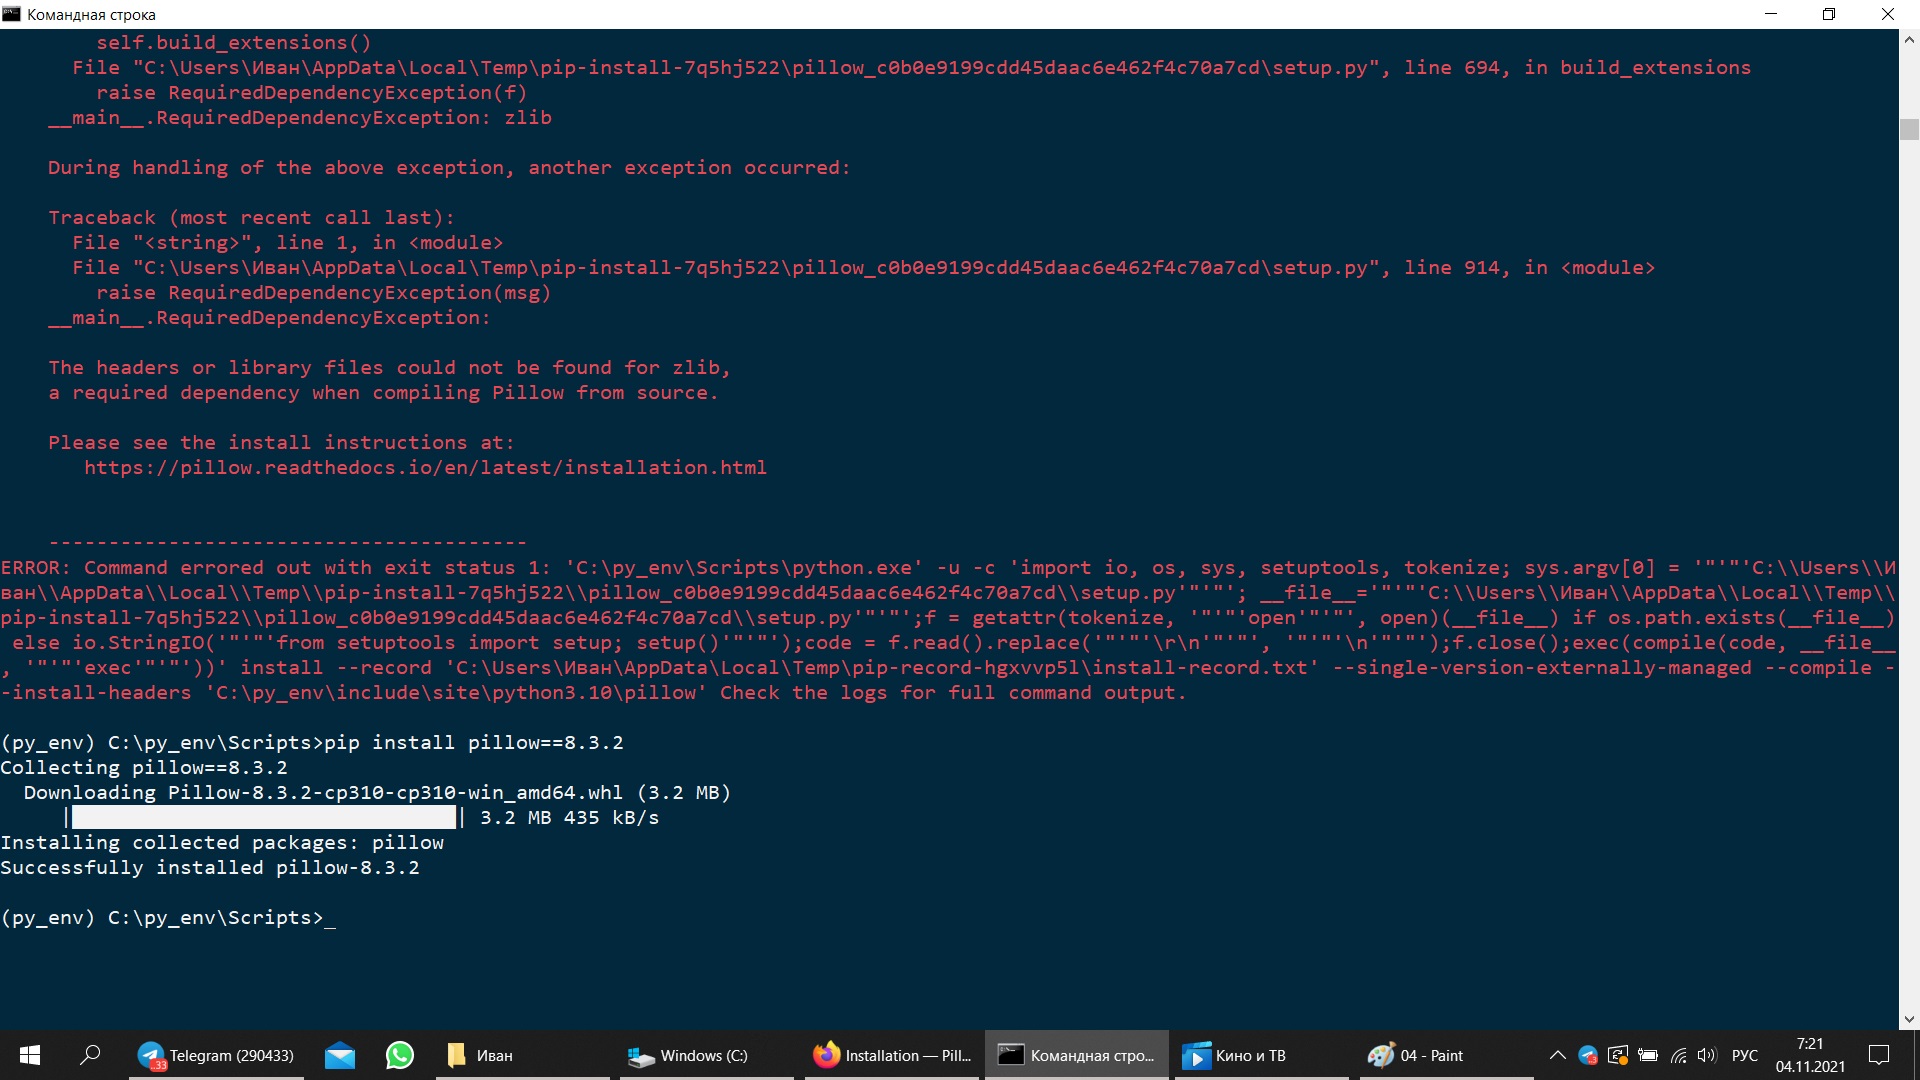 Командная строка
self.build_extensions()
File "C:\Users\Иван\AppData\Local\Temp\pip-install-7q5hj522\pillow_c0b0e9199cdd45daac6e462f4c70a7cd\setup.py", line 694, in build_extensions
raise RequiredDependencyException(f)
__main__.RequiredDependencyException: zlib
During handling of the above exception, another exception occurred:
Traceback (most recent call last):
File "<string>", line 1, in <module>
File "C:\Users\Иван\AppData\Local\Temp\pip-install-7q5hj522\pillow_c0b0e9199cdd45daac6e462f4c70a7cd\setup.py", line 914, in <module>
raise RequiredDependencyException(msg)
__main__.RequiredDependencyException:
The headers or library files could not be found for zlib,
a required dependency when compiling Pillow from source.
Please see the install instructions at:
https://pillow.readthedocs.io/en/latest/installation.html
----------------------------------------
ERROR: Command errored out with exit status 1: 'C:\py_env\Scripts\python.exe' -u -c 'import io, os, sys, setuptools, tokenize; sys.argv[0] = '"'"'C:\\Users\\И
ван\\AppData\\Local\\Temp\\pip-install-7q5hj522\\pillow_c0b0e9199cdd45daac6e462f4c70a7cd\\setup.py'"'"'; __file__='"'"'C:\\Users\\Иван\\AppData\\Local\\Temp\\
pip-install-7q5hj522\\pillow_c0b0e9199cdd45daac6e462f4c70a7cd\\setup.py'"'"';f = getattr(tokenize, '"'"'open'"'"', open)(__file__) if os.path.exists(__file__)
else io.StringIO('"'"'from setuptools import setup; setup()'"'"');code = f.read().replace('"'"'\r\n'"'"', '"'"'\n'"'"');f.close();exec(compile(code, __file__
, '"'"'exec'"'"'))' install --record 'C:\Users\Иван\AppData\Local\Temp\pip-record-hgxvvp5l\install-record.txt' --single-version-externally-managed --compile -
-install-headers 'C:\py_env\include\site\python3.10\pillow' Check the logs for full command output.
(py_env) C:\py_env\Scripts>pip install pillow==8.3.2
Collecting pillow==8.3.2
Downloading Pillow-8.3.2-cp310-cp310-win_amd64.whl (3.2 MB)
| | 3.2 MB 435 kB/s
Installing collected packages: pillow
Successfully installed pillow-8.3.2
(py_env) C:\py_env\Scripts>_
Telegram (290433)
Иван
Windows (C:)
Installation — Pill...
Командная стро...
Кино и ТВ
04 - Paint
РУС
7:21
04.11.2021